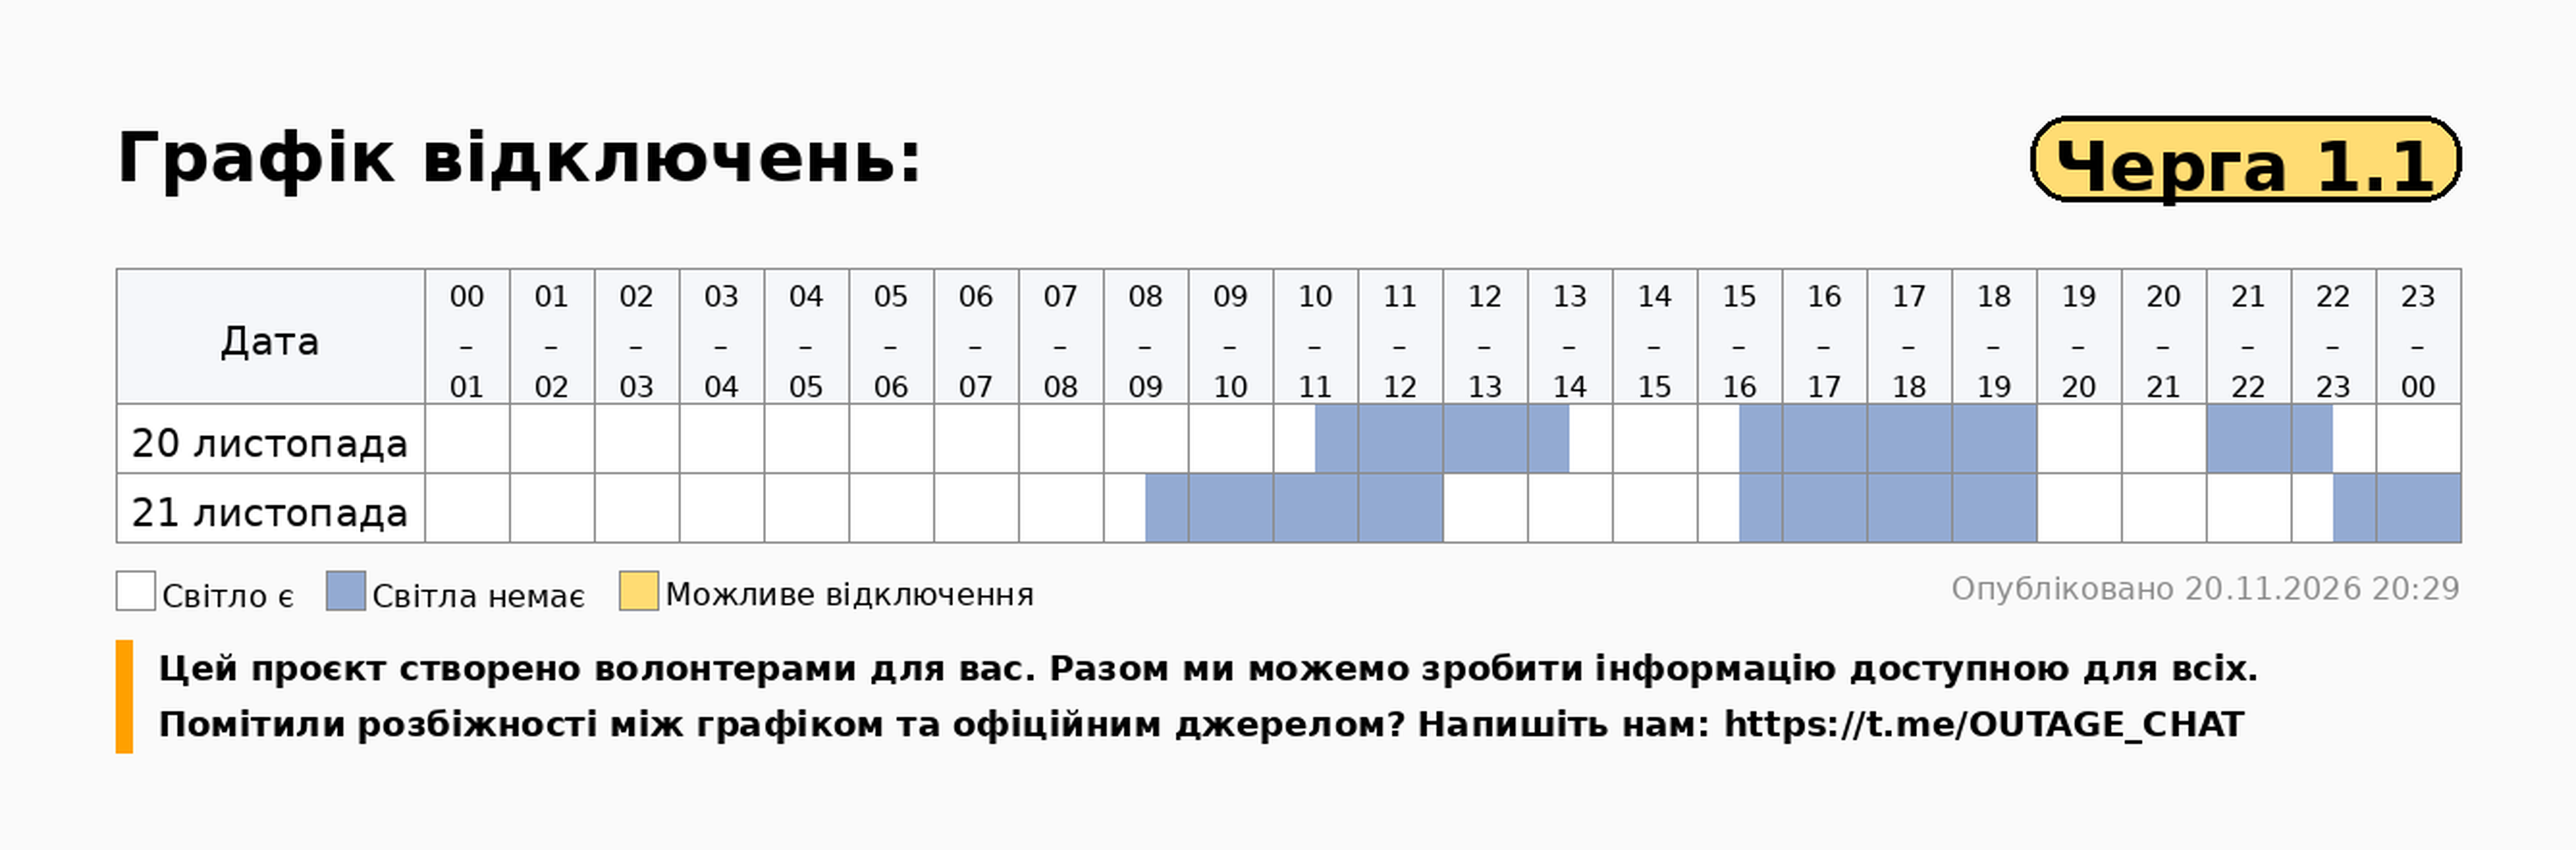 Графік відключень:
Черга 1.1
Дата
00 – 01
01 – 02
02 – 03
03 – 04
04 – 05
05 – 06
06 – 07
07 – 08
08 – 09
09 – 10
10 – 11
11 – 12
12 – 13
13 – 14
14 – 15
15 – 16
16 – 17
17 – 18
18 – 19
19 – 20
20 – 21
21 – 22
22 – 23
23 – 00
20 листопада
21 листопада
Світло є
Світла немає
Можливе відключення
Опубліковано 20.11.2026 20:29
Цей проєкт створено волонтерами для вас. Разом ми можемо зробити інформацію доступною для всіх.
Помітили розбіжності між графіком та офіційним джерелом? Напишіть нам: https://t.me/OUTAGE_CHAT